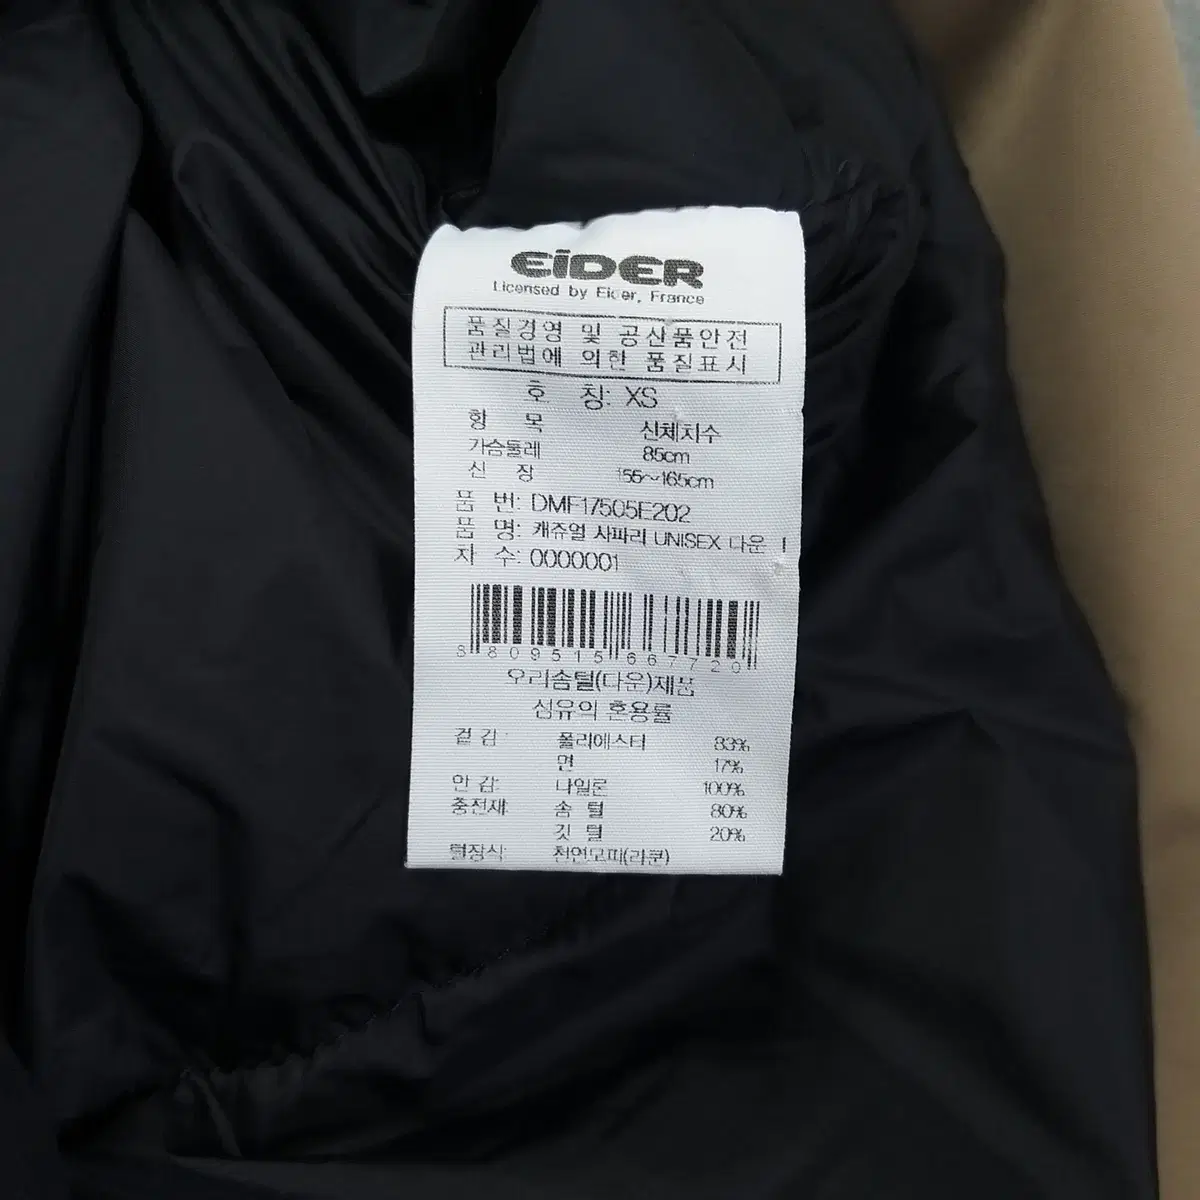 EiDER
Licensed by Eider, France
품질경영 및 공산품안전
관리법에 의한 품질표시
호 칭: XS
항 목 신체치수
가슴둘레 85cm
신 장 155~165cm
품 번: DMF17505E202
품 명: 캐쥬얼 사파리 UNISEX 다운 I
차 수: 0000001
8809515667720
오리솜털(다운)제품
섬유의 혼용률
겉감: 폴리에스터 83%
면 17%
안감: 나일론 100%
충전재: 솜 털 80%
깃 털 20%
털장식: 천연모피(라쿤)